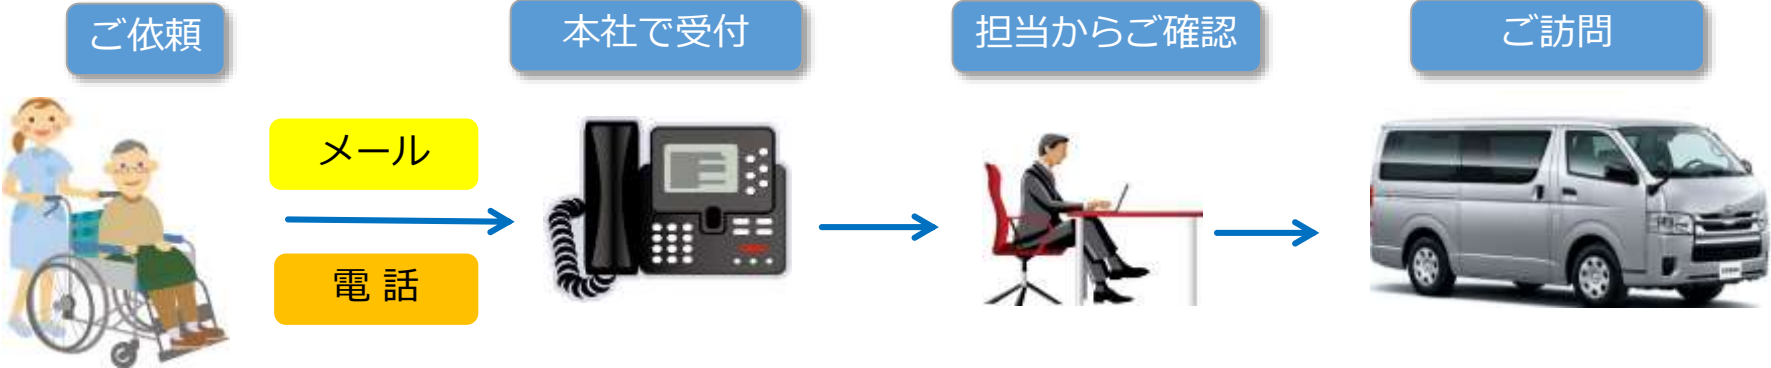 ご依頼
本社で受付
担当からご確認
ご訪問
メール
電 話